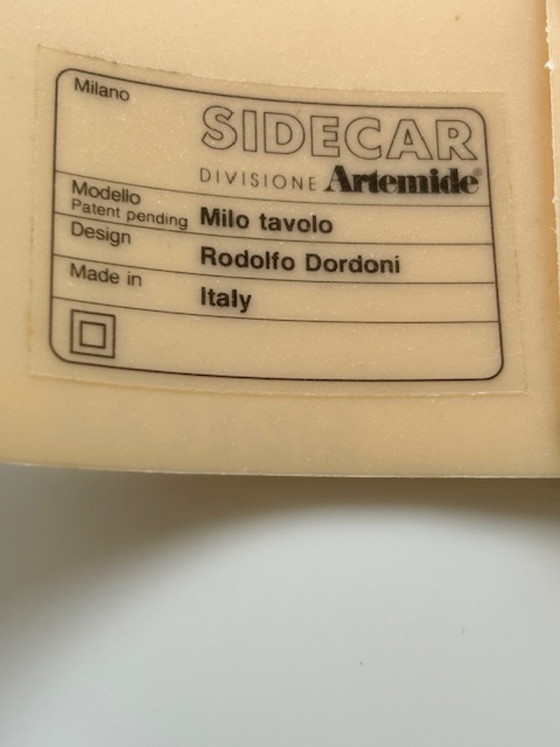 Milano
SIDECAR
DIVISIONE Artemide®
Modello
Patent pending Milo tavolo
Design Rodolfo Dordoni
Made in Italy